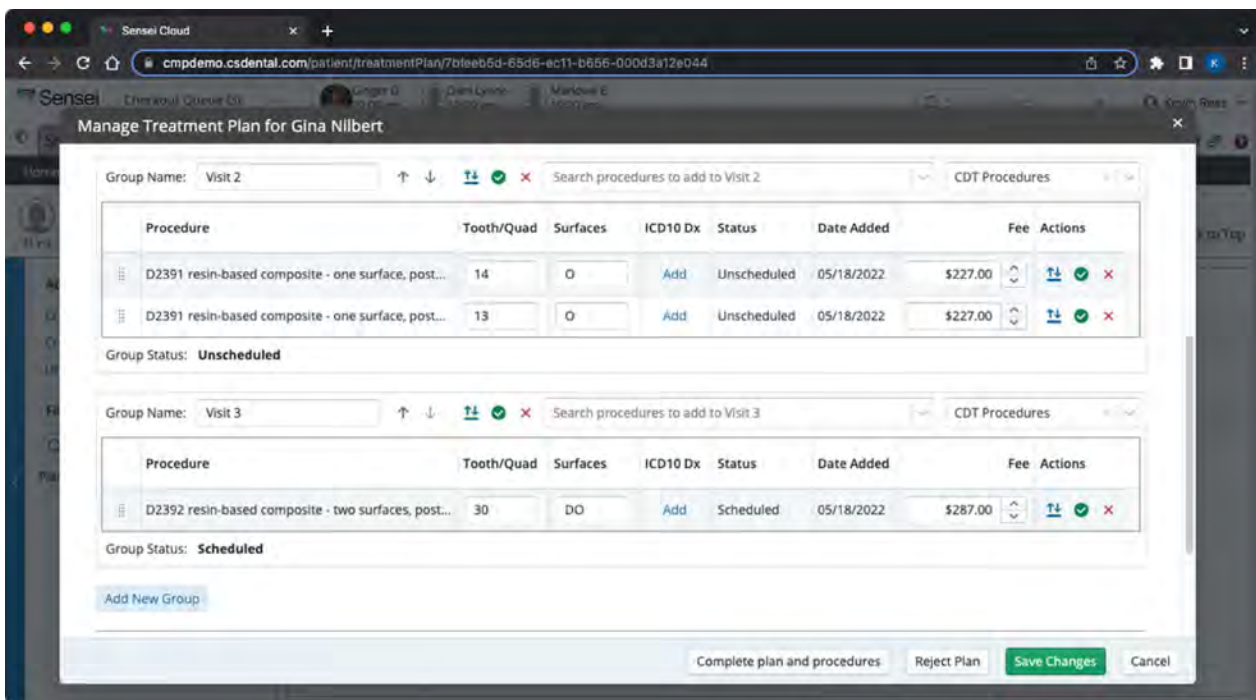 Sensei Cloud
cmpdemo.csdental.com/patient/treatmentPlan/7bfeeb5d-65d6-ec11-b656-000d3a12e044
Sensei
Manage Treatment Plan for Gina Nilbert
Group Name: Visit 2 Search procedures to add to Visit 2 CDT Procedures
Procedure Tooth/Quad Surfaces ICD10 Dx Status Date Added Fee Actions
D2391 resin-based composite - one surface, post... 14 O Add Unscheduled 05/18/2022 $227.00
D2391 resin-based composite - one surface, post... 13 O Add Unscheduled 05/18/2022 $227.00
Group Status: Unscheduled
Group Name: Visit 3 Search procedures to add to Visit 3 CDT Procedures
Procedure Tooth/Quad Surfaces ICD10 Dx Status Date Added Fee Actions
D2392 resin-based composite - two surfaces, post... 30 DO Add Scheduled 05/18/2022 $287.00
Group Status: Scheduled
Add New Group
Complete plan and procedures Reject Plan Save Changes Cancel